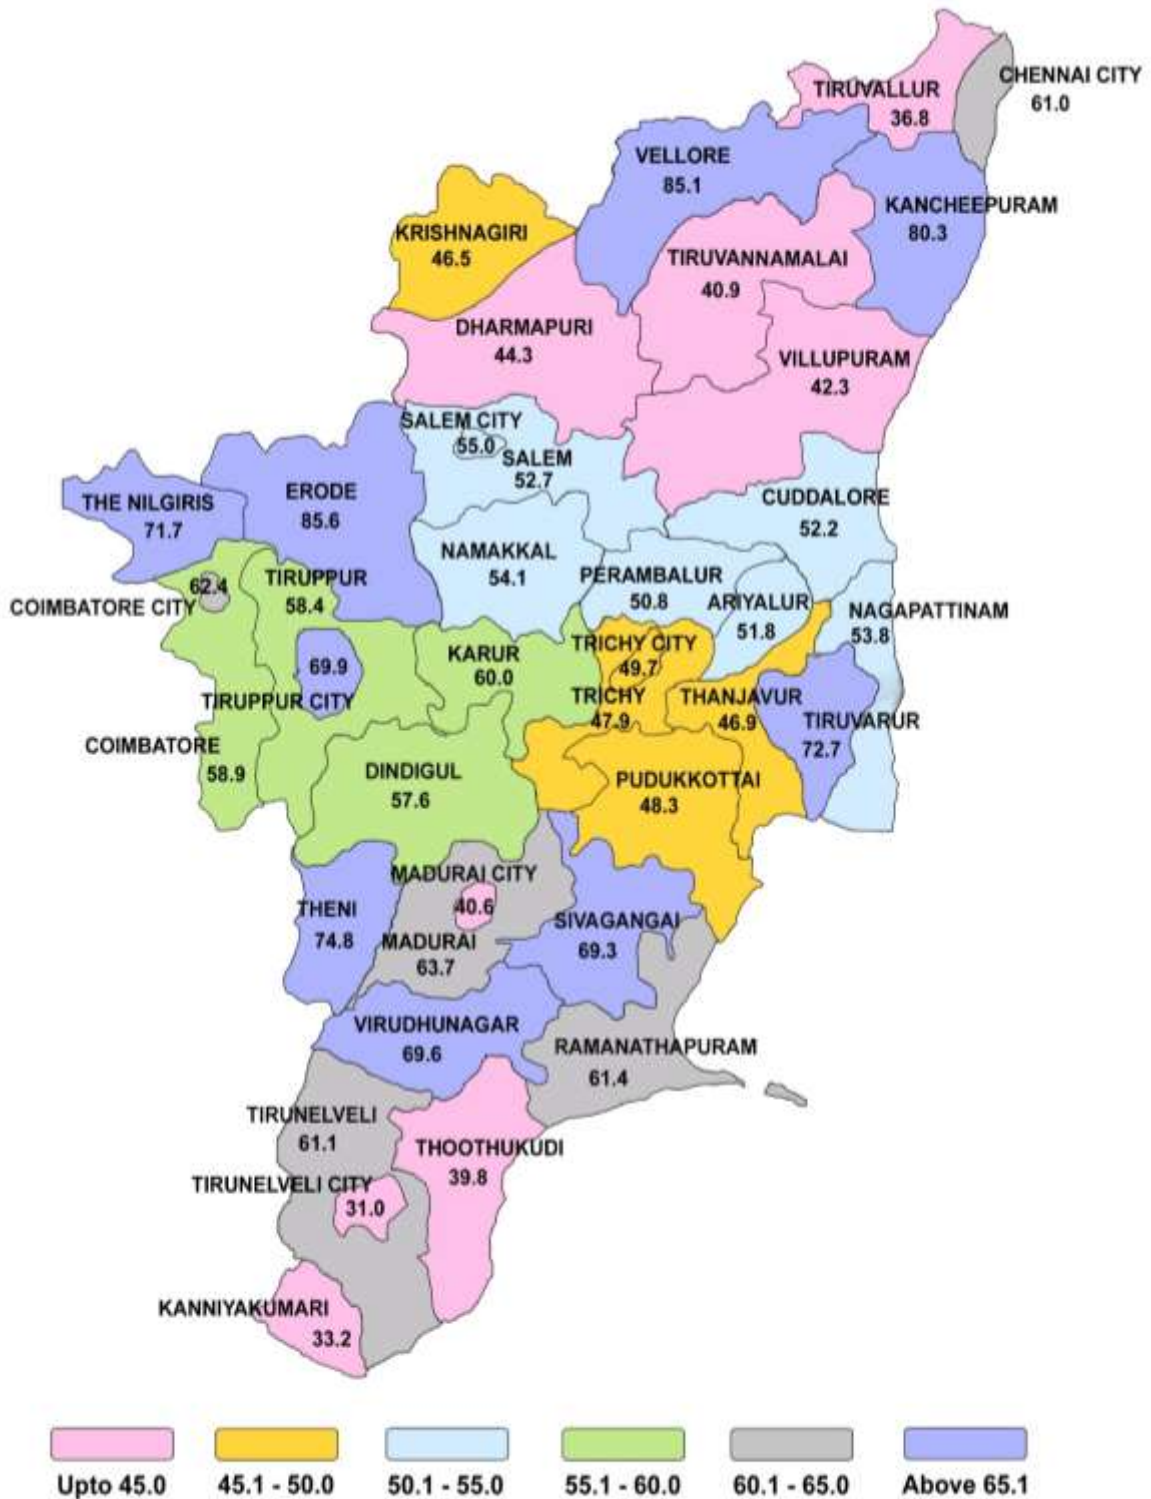 CHENNAI CITY
61.0
TIRUVALLUR
36.8
VELLORE
85.1
KANCHEEPURAM
80.3
KRISHNAGIRI
46.5
TIRUVANNAMALAI
40.9
DHARMAPURI
44.3
VILLUPURAM
42.3
SALEM CITY
55.0
SALEM
52.7
CUDDALORE
52.2
THE NILGIRIS
71.7
ERODE
85.6
NAMAKKAL
54.1
PERAMBALUR
50.8
ARIYALUR
51.8
NAGAPATTINAM
53.8
62.4
COIMBATORE CITY
TIRUPPUR
58.4
69.9
TIRUPPUR CITY
KARUR
60.0
TRICHY CITY
49.7
TRICHY
47.9
THANJAVUR
46.9
TIRUVARUR
72.7
COIMBATORE
58.9
DINDIGUL
57.6
PUDUKKOTTAI
48.3
MADURAI CITY
40.6
THENI
74.8
MADURAI
63.7
SIVAGANGAI
69.3
VIRUDHUNAGAR
69.6
RAMANATHAPURAM
61.4
TIRUNELVELI
61.1
THOOTHUKUDI
39.8
TIRUNELVELI CITY
31.0
KANNIYAKUMARI
33.2
Upto 45.0
45.1 - 50.0
50.1 - 55.0
55.1 - 60.0
60.1 - 65.0
Above 65.1